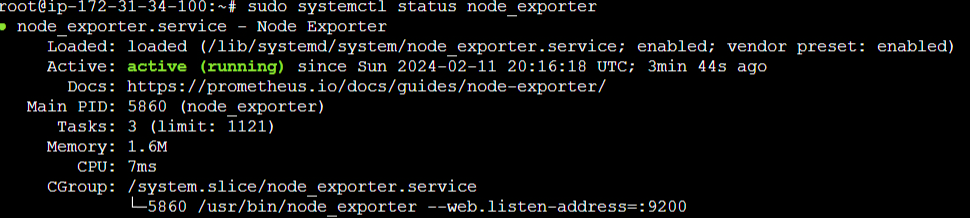 root@ip-172-31-34-100:~# sudo systemctl status node_exporter
● node_exporter.service - Node Exporter
Loaded: loaded (/lib/systemd/system/node_exporter.service; enabled; vendor preset: enabled)
Active: active (running) since Sun 2024-02-11 20:16:18 UTC; 3min 44s ago
Docs: https://prometheus.io/docs/guides/node-exporter/
Main PID: 5860 (node_exporter)
Tasks: 3 (limit: 1121)
Memory: 1.6M
CPU: 7ms
CGroup: /system.slice/node_exporter.service
└─5860 /usr/bin/node_exporter --web.listen-address=:9200